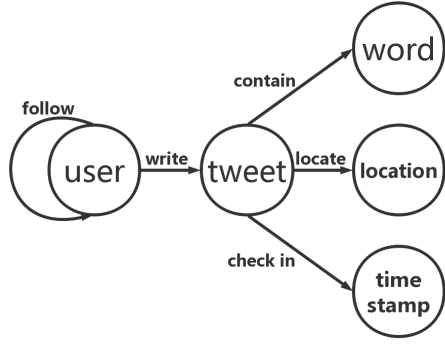 follow
user
write
tweet
contain
word
locate
location
check in
time
stamp